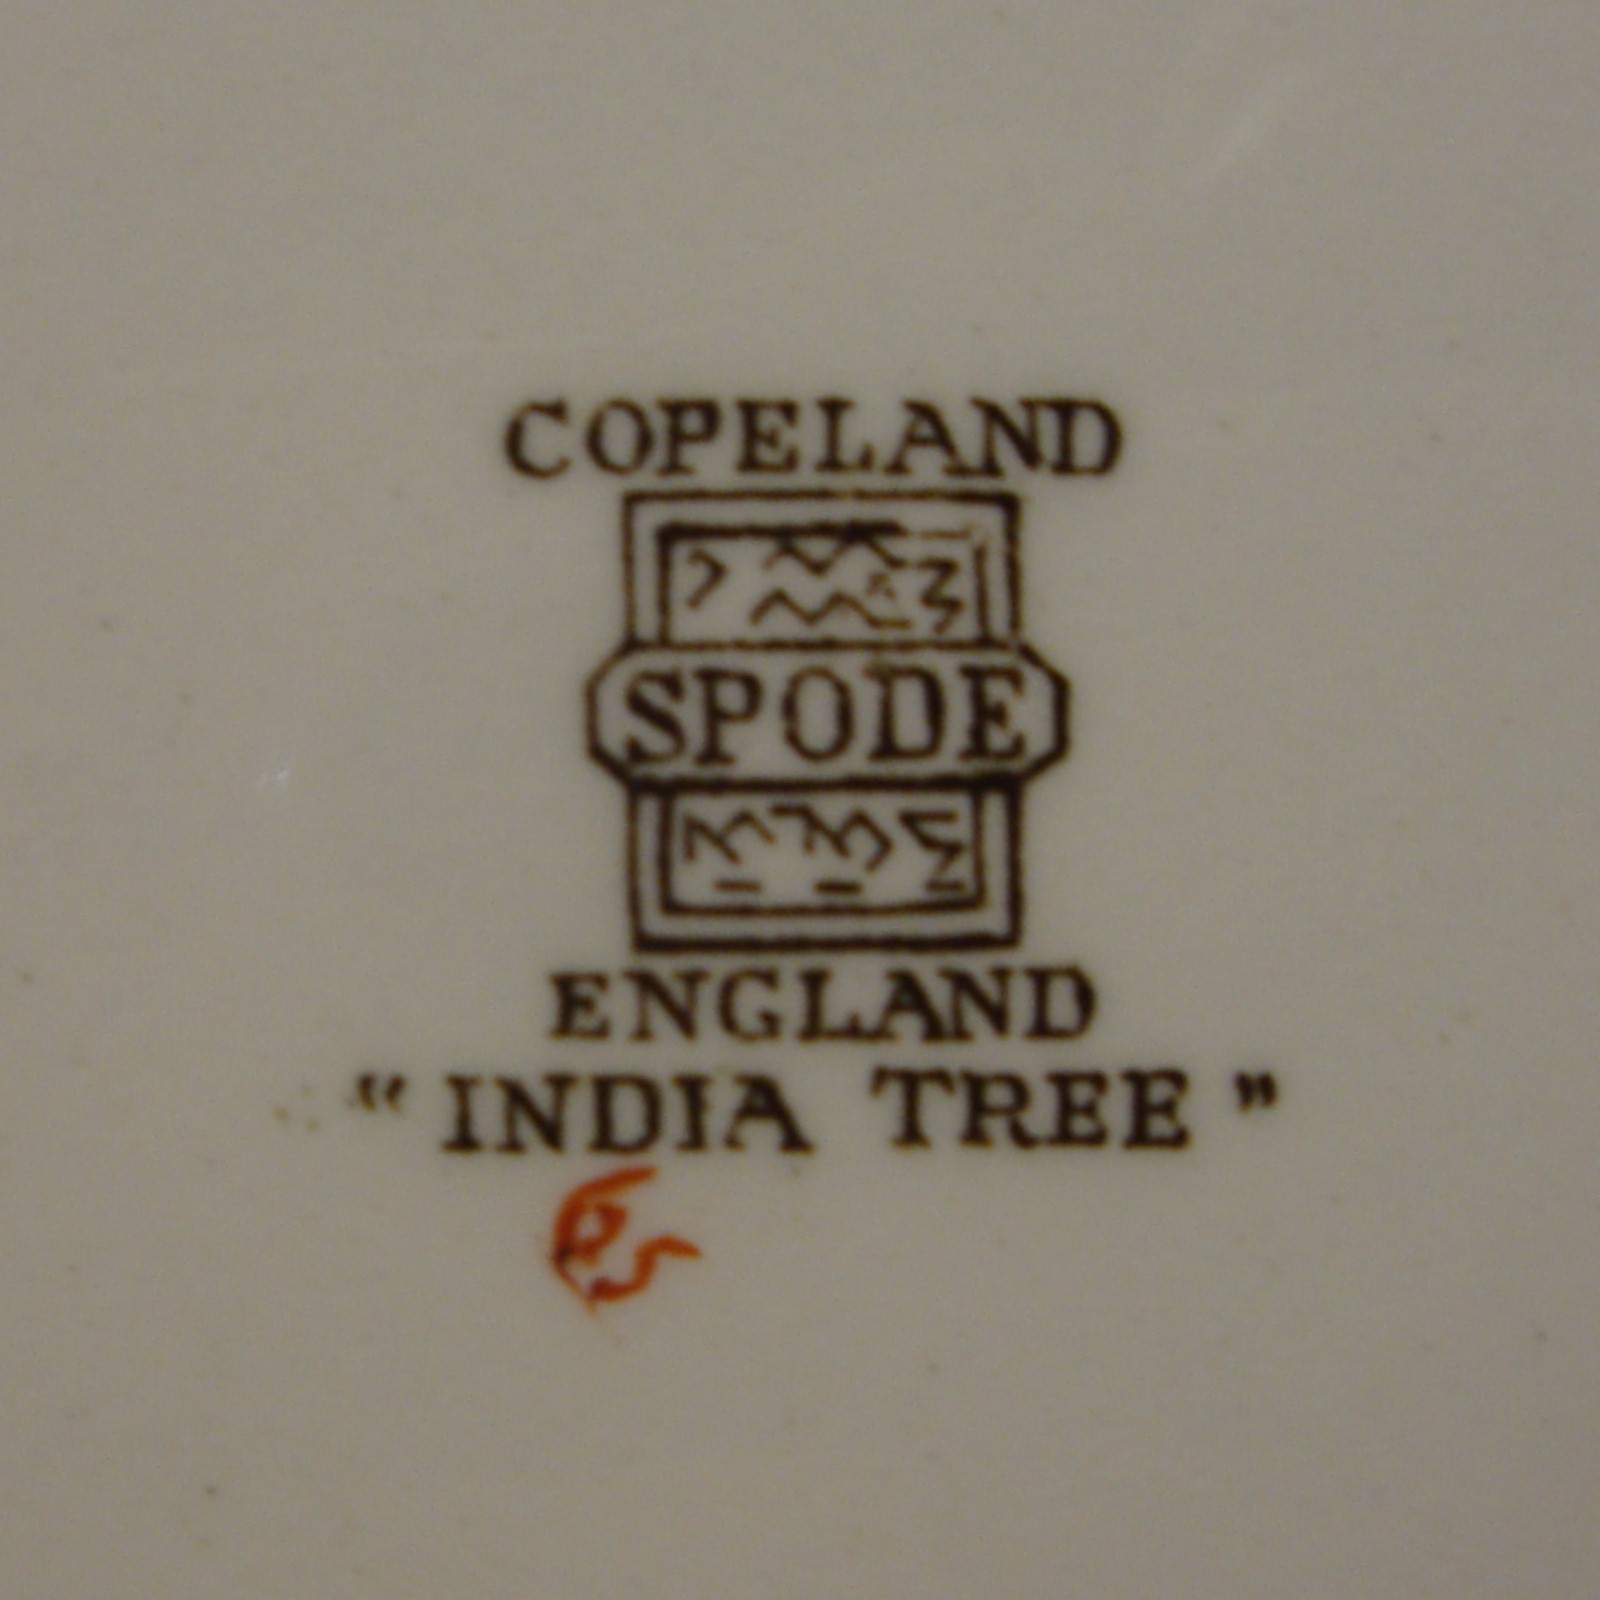 COPELAND
SPODE
ENGLAND
“ INDIA TREE ”